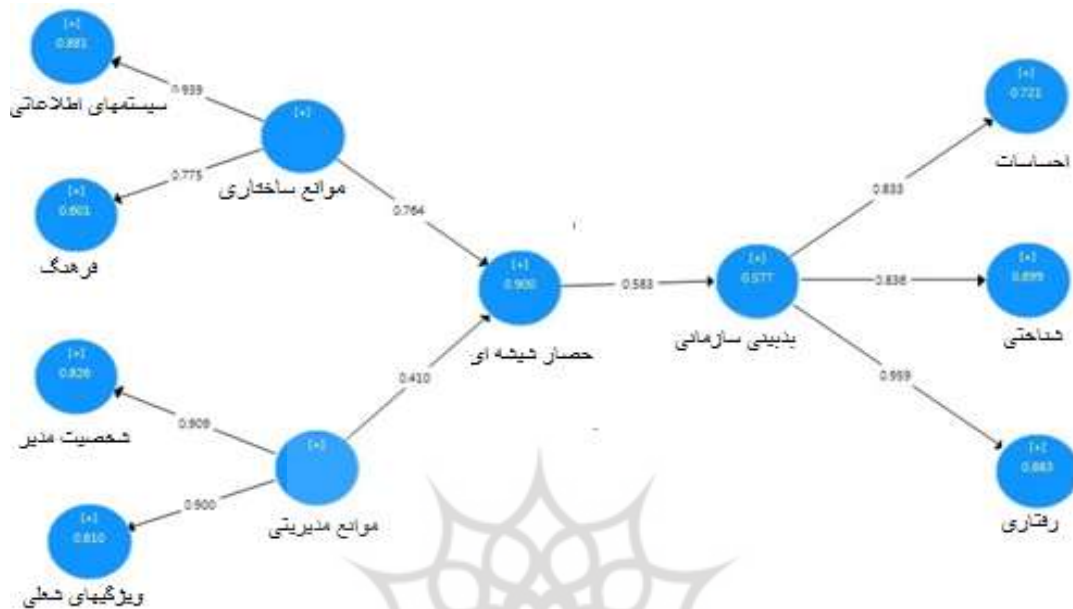 [+]
0.881
سیستمهای اطلاعاتی
0.939
[+]
موانع ساختاری
0.775
[+]
0.601
فرهنگ
0.764
[+]
0.900
حصار شیشه ای
0.583
[+]
0.577
بدبینی سازمانی
0.833
[+]
0.721
احساسات
0.836
[+]
0.699
شناختی
0.939
[+]
0.883
رفتاری
0.410
[+]
0.826
شخصیت مدیر
0.909
[+]
موانع مدیریتی
0.900
[+]
0.810
ویژگیهای شغلی